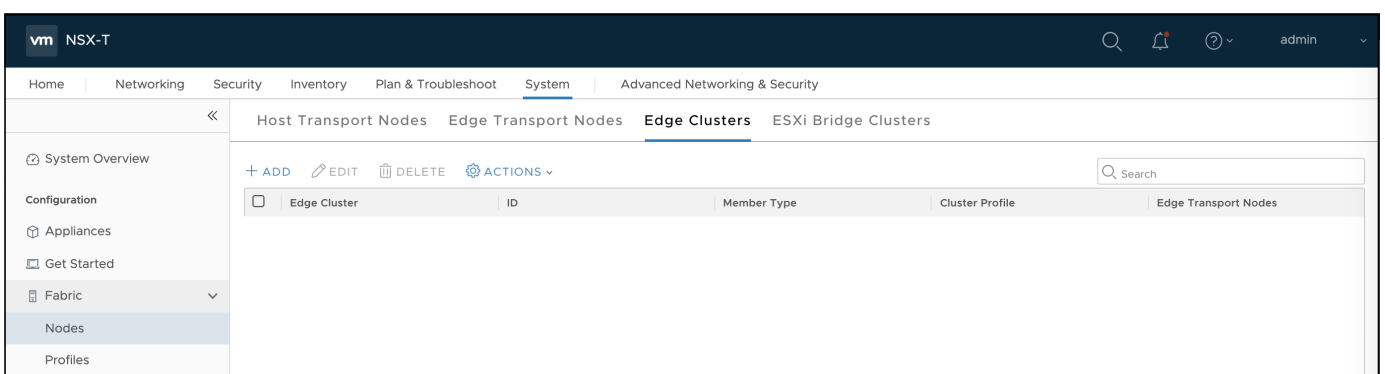 vm NSX-T admin
Home Networking Security Inventory Plan & Troubleshoot System Advanced Networking & Security
Host Transport Nodes Edge Transport Nodes Edge Clusters ESXi Bridge Clusters
System Overview
+ ADD EDIT DELETE ACTIONS Search
Configuration
Edge Cluster ID Member Type Cluster Profile Edge Transport Nodes
Appliances
Get Started
Fabric
Nodes
Profiles